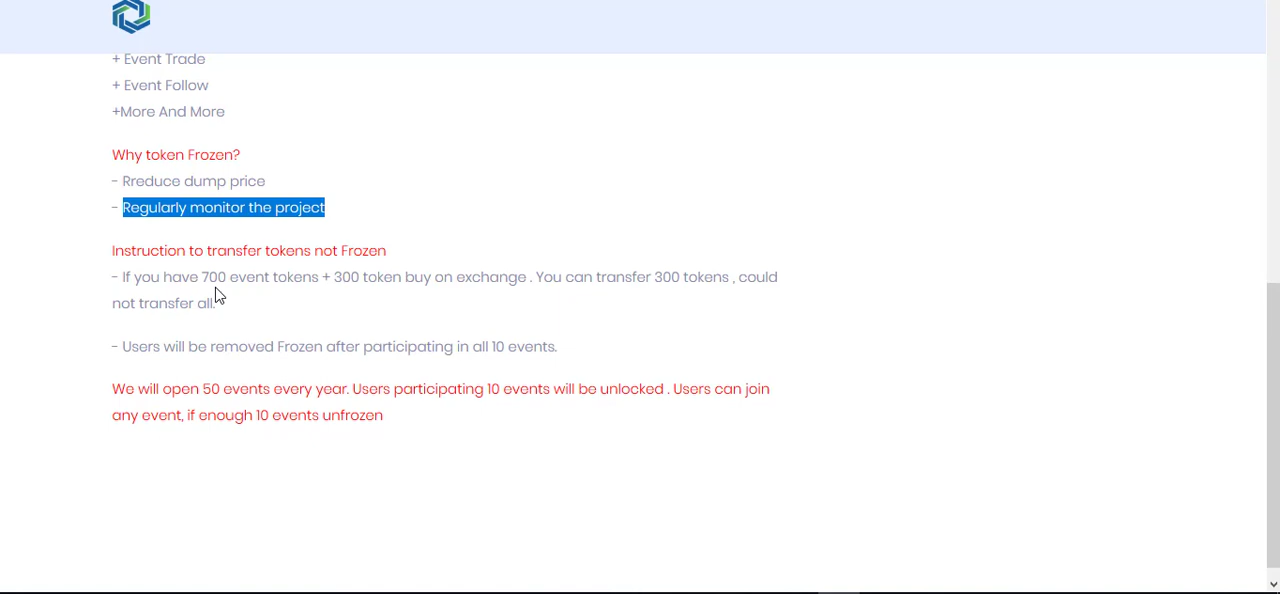 + Event Trade
+ Event Follow
+More And More
Why token Frozen?
- Rreduce dump price
- Regularly monitor the project
Instruction to transfer tokens not Frozen
- If you have 700 event tokens + 300 token buy on exchange . You can transfer 300 tokens , could
not transfer all.
- Users will be removed Frozen after participating in all 10 events.
We will open 50 events every year. Users participating 10 events will be unlocked . Users can join
any event, if enough 10 events unfrozen